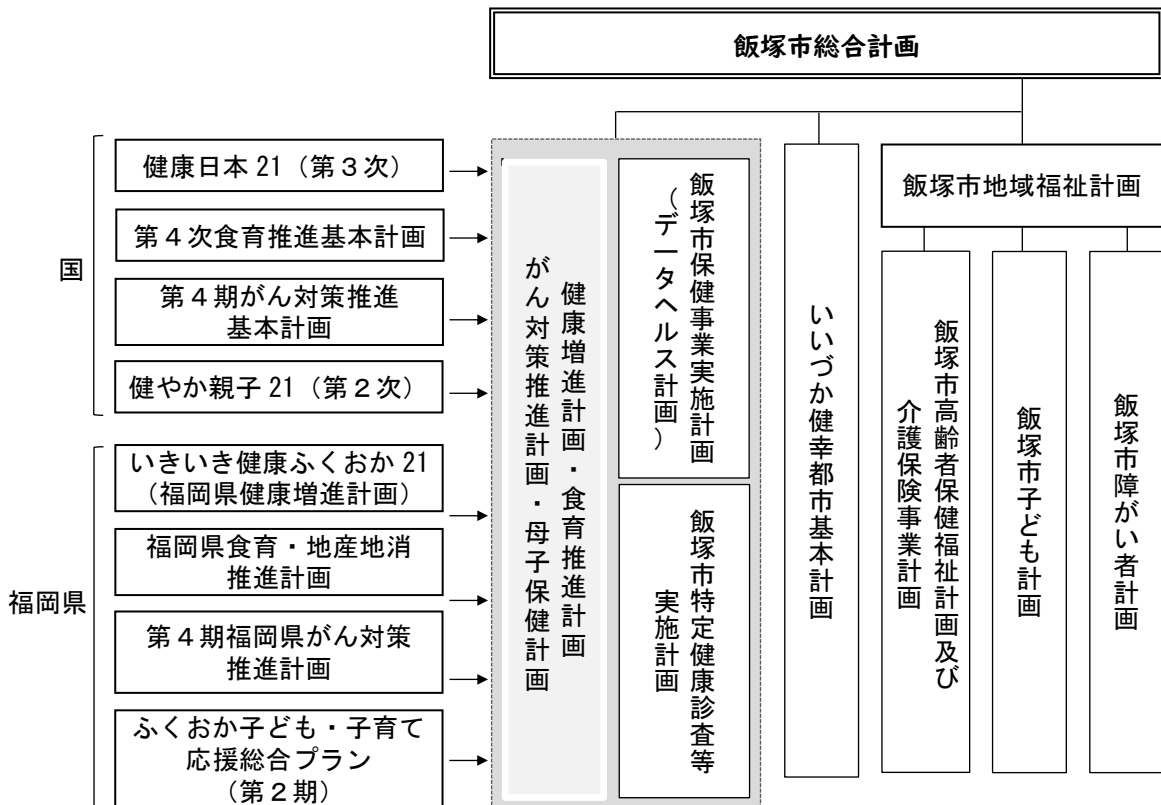 飯塚市総合計画
国
健康日本 21（第３次）
第４次食育推進基本計画
第４期がん対策推進
基本計画
健やか親子 21（第２次）
福岡県
いきいき健康ふくおか 21
（福岡県健康増進計画）
福岡県食育・地産地消
推進計画
第４期福岡県がん対策
推進計画
ふくおか子ども・子育て
応援総合プラン
（第２期）
健康増進計画・食育推進計画
がん対策推進計画・母子保健計画
飯塚市保健事業実施計画
（データヘルス計画）
飯塚市特定健康診査等
実施計画
いいづか健幸都市基本計画
飯塚市地域福祉計画
飯塚市高齢者保健福祉計画及び
介護保険事業計画
飯塚市子ども計画
飯塚市障がい者計画